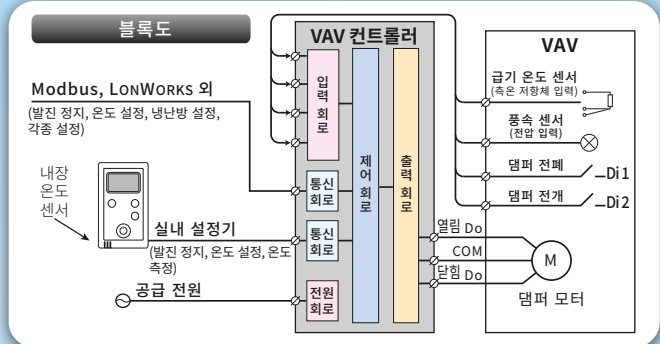 블록도
VAV 컨트롤러
VAV
Modbus, LONWORKS 외
(발진 정지, 온도 설정, 냉난방 설정,
각종 설정)
내장
온도
센서
실내 설정기
(발진 정지, 온도 설정, 온도
측정)
공급 전원
입력 회로
통신
회로
통신
회로
전원
회로
제어 회로
출력 회로
급기 온도 센서
(측온 저항체 입력)
풍속 센서
(전압 입력)
댐퍼 전폐
Di1
댐퍼 전개
Di2
열림 Do
COM
닫힘 Do
M
댐퍼 모터